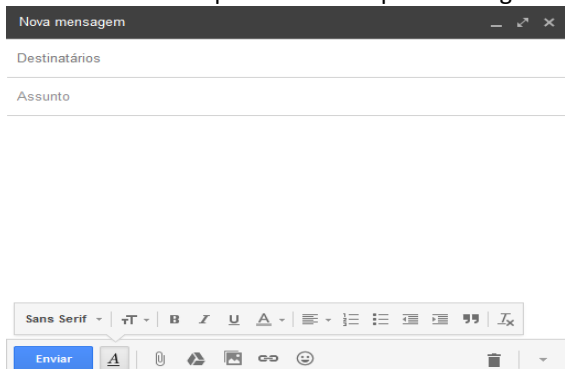 Nova mensagem
Destinatários
Assunto
Sans Serif
Enviar